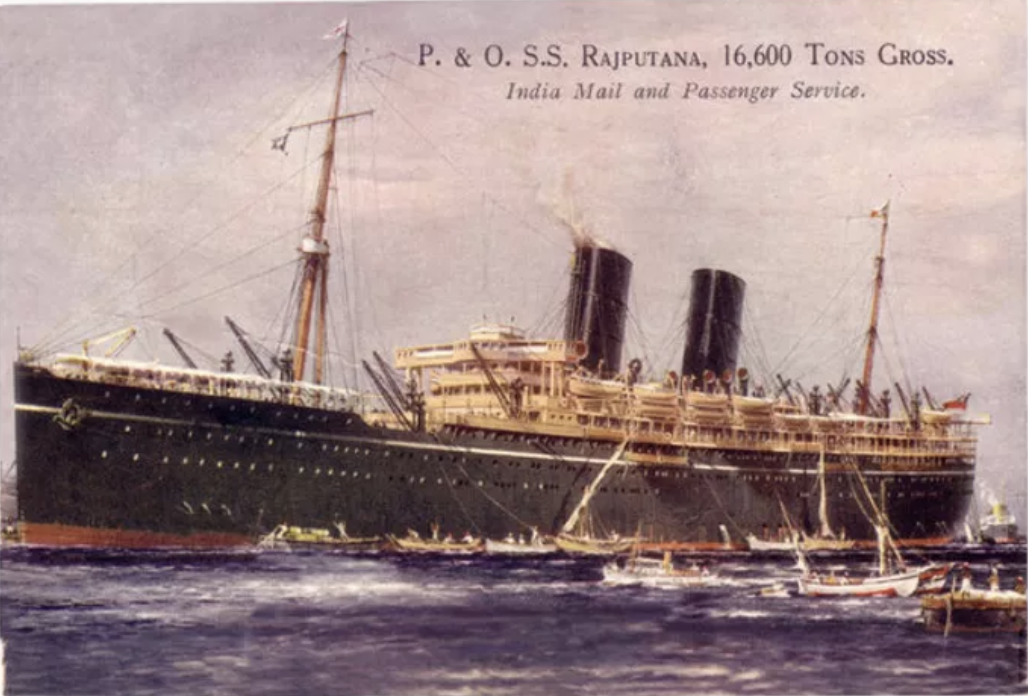 P. & O. S.S. RAJPUTANA, 16,600 TONS GROSS.
India Mail and Passenger Service.